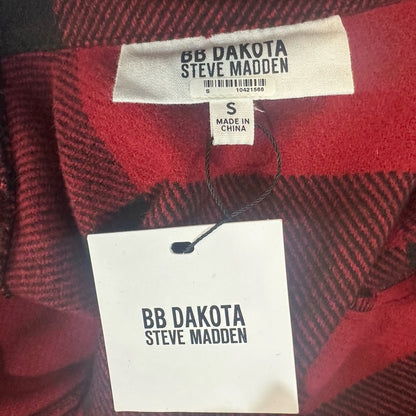 BB DAKOTA
STEVE MADDEN
S 10421566
S
MADE IN
CHINA
BB DAKOTA
STEVE MADDEN